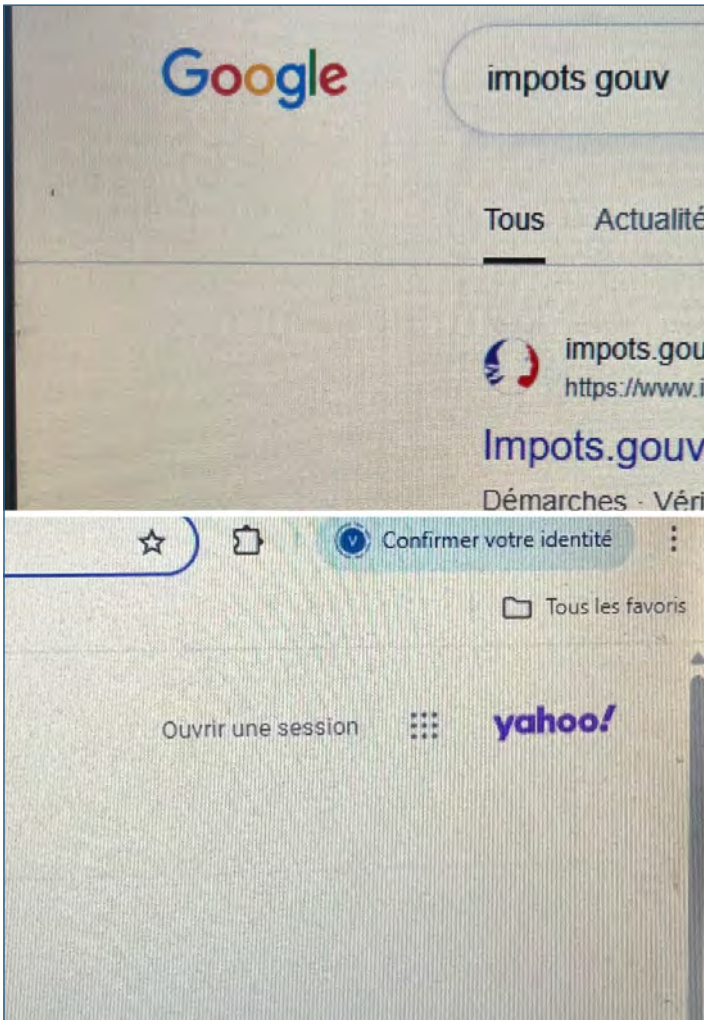 Google
impots gouv
Tous Actualité
impots.gou
https://www.i
Impots.gouv
Démarches · Véri
V Confirmer votre identité
Tous les favoris
Ouvrir une session
yahoo!